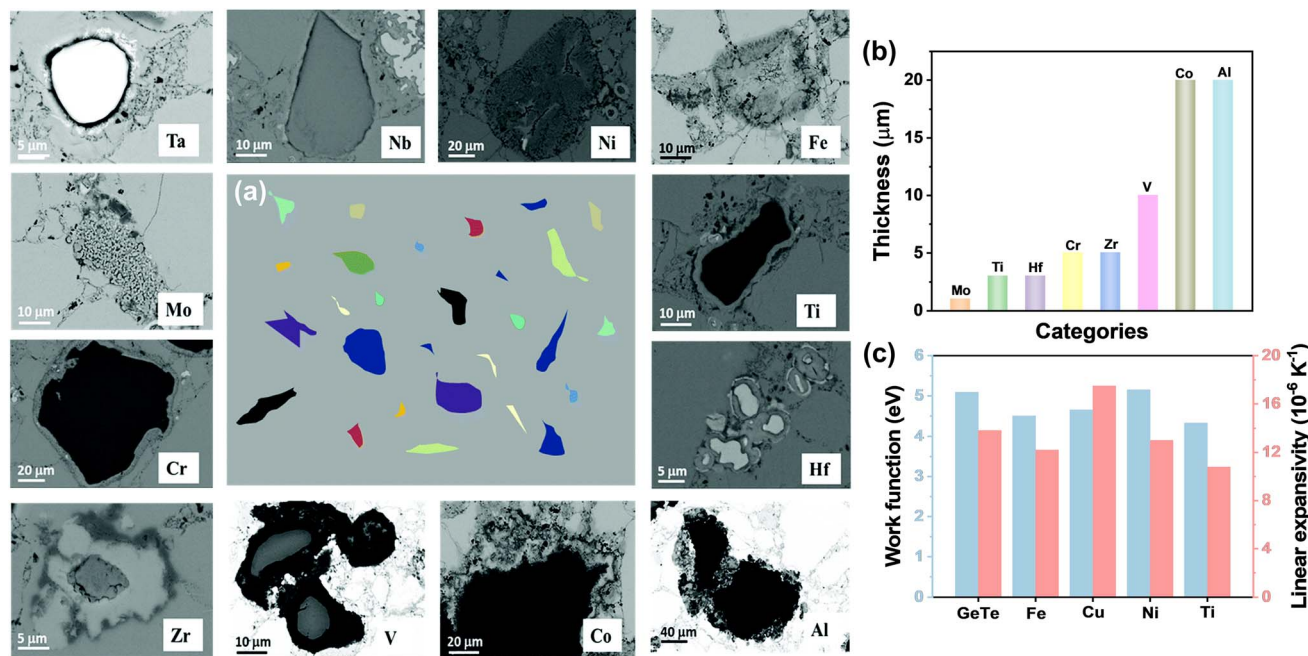 Ta
5 μm
Nb
10 μm
Ni
20 μm
Fe
10 μm
Mo
10 μm
(a)
Ti
10 μm
Cr
20 μm
Hf
5 μm
Zr
5 μm
V
10 μm
Co
20 μm
Al
40 μm
(b)
Thickness (μm)
20
15
10
5
0
Mo
Ti
Hf
Cr
Zr
V
Co
Al
Categories
(c)
Work function (eV)
6
5
4
3
2
1
0
GeTe
Fe
Cu
Ni
Ti
20
16
12
8
4
0
Linear expansivity (10⁻⁶ K⁻¹)